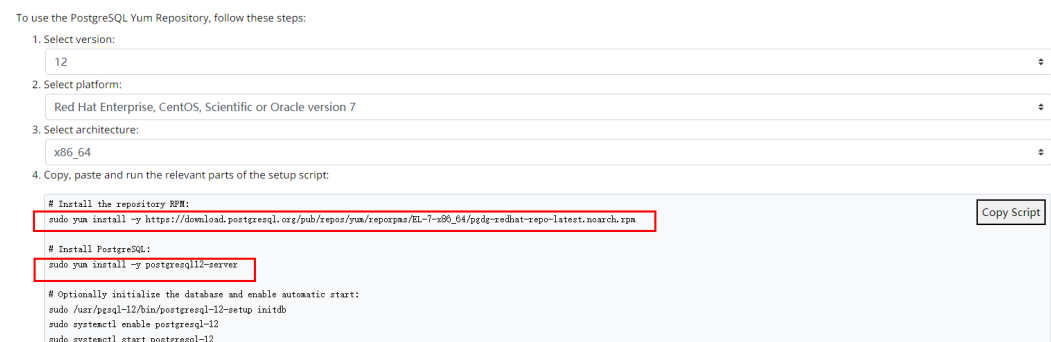 To use the PostgreSQL Yum Repository, follow these steps:
1. Select version:
12
2. Select platform:
Red Hat Enterprise, CentOS, Scientific or Oracle version 7
3. Select architecture:
x86_64
4. Copy, paste and run the relevant parts of the setup script:
# Install the repository RPM:
sudo yum install -y https://download.postgresql.org/pub/repos/yum/reporpms/EL-7-x86_64/pgdg-redhat-repo-latest.noarch.rpm
Copy Script
# Install PostgreSQL:
sudo yum install -y postgresql12-server
# Optionally initialize the database and enable automatic start:
sudo /usr/pgsql-12/bin/postgresql-12-setup initdb
sudo systemctl enable postgresql-12
sudo systemctl start postgresql-12